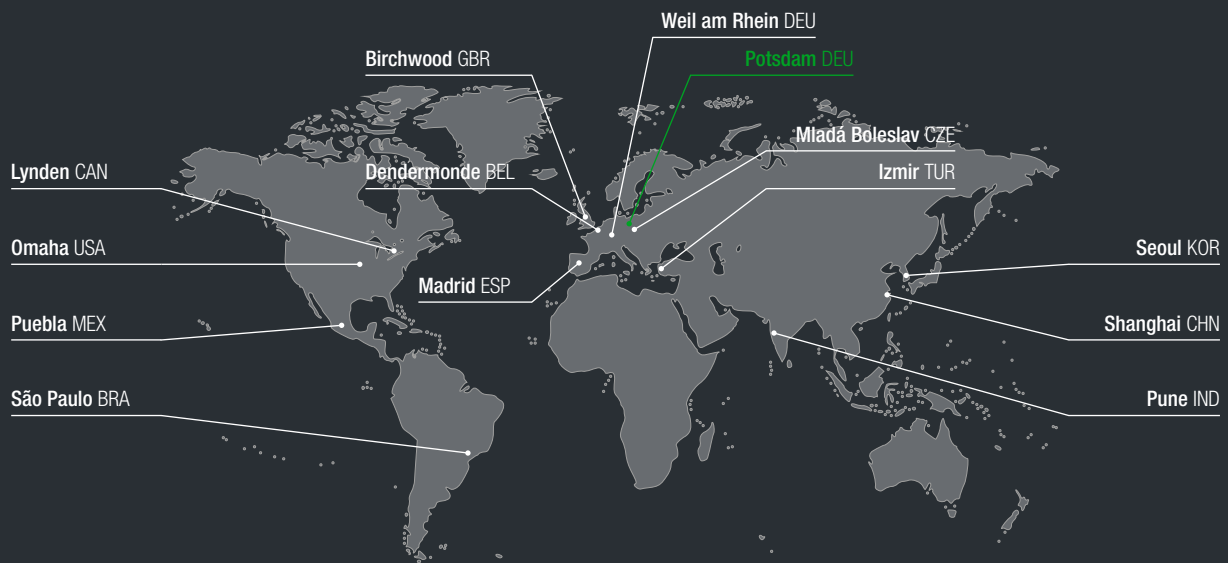 Weil am Rhein DEU
Birchwood GBR
Potsdam DEU
Mladá Boleslav CZE
Lynden CAN
Dendermonde BEL
Izmir TUR
Omaha USA
Seoul KOR
Madrid ESP
Puebla MEX
Shanghai CHN
São Paulo BRA
Pune IND